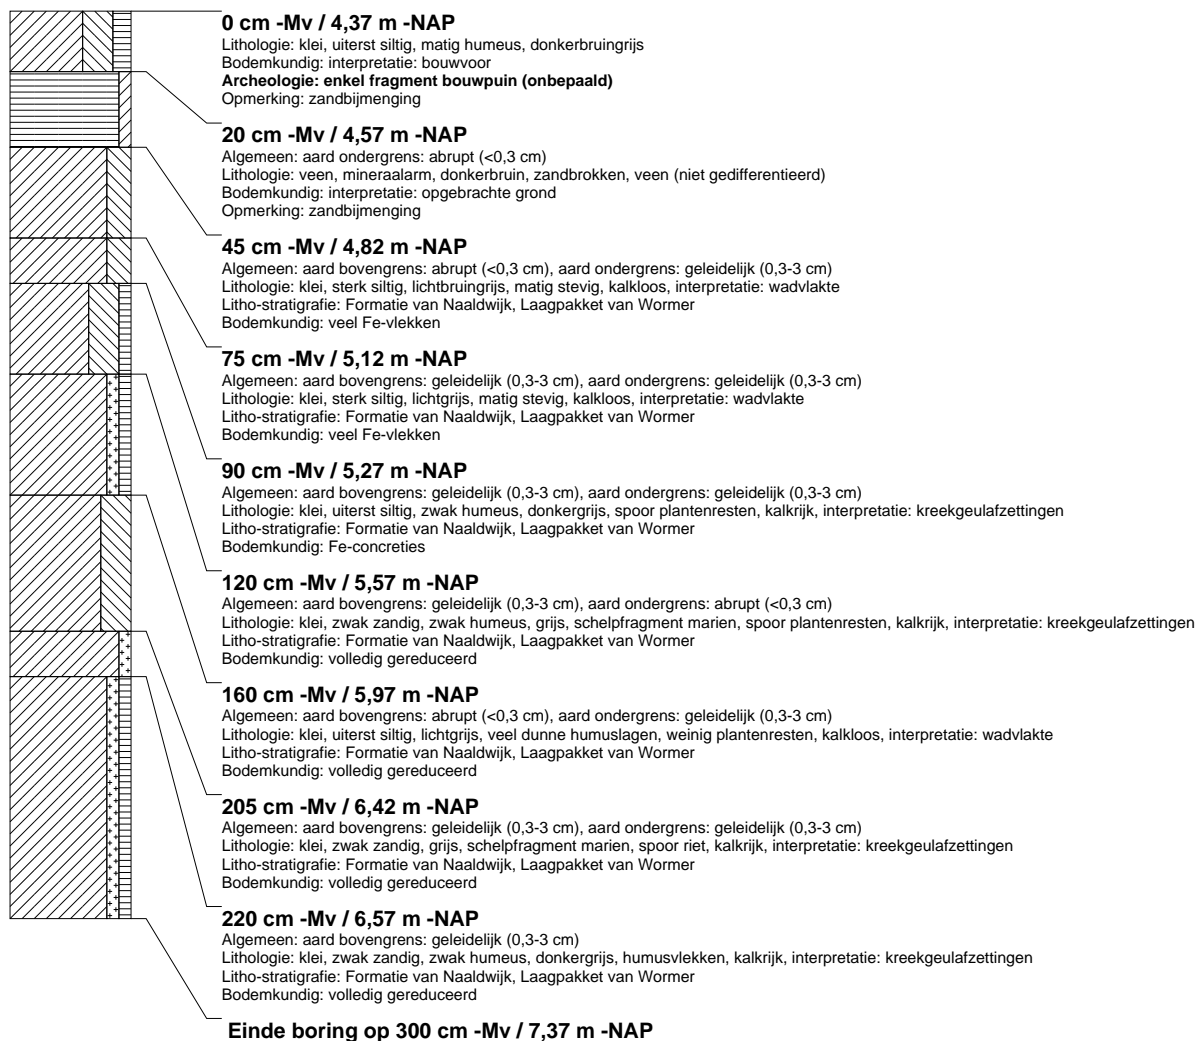 0 cm -Mv / 4,37 m -NAP
Lithologie: klei, uiterst siltig, matig humeus, donkerbruingrijs
Bodemkundig: interpretatie: bouwvoor
Archeologie: enkel fragment bouwpuin (onbepaald)
Opmerking: zandbijmenging
20 cm -Mv / 4,57 m -NAP
Algemeen: aard ondergrens: abrupt (<0,3 cm)
Lithologie: veen, mineraalarm, donkerbruin, zandbrokken, veen (niet gedifferentieerd)
Bodemkundig: interpretatie: opgebrachte grond
Opmerking: zandbijmenging
45 cm -Mv / 4,82 m -NAP
Algemeen: aard bovengrens: abrupt (<0,3 cm), aard ondergrens: geleidelijk (0,3-3 cm)
Lithologie: klei, sterk siltig, lichtbruingrijs, matig stevig, kalkloos, interpretatie: wadvlakte
Litho-stratigrafie: Formatie van Naaldwijk, Laagpakket van Wormer
Bodemkundig: veel Fe-vlekken
75 cm -Mv / 5,12 m -NAP
Algemeen: aard bovengrens: geleidelijk (0,3-3 cm), aard ondergrens: geleidelijk (0,3-3 cm)
Lithologie: klei, sterk siltig, lichtgrijs, matig stevig, kalkloos, interpretatie: wadvlakte
Litho-stratigrafie: Formatie van Naaldwijk, Laagpakket van Wormer
Bodemkundig: veel Fe-vlekken
90 cm -Mv / 5,27 m -NAP
Algemeen: aard bovengrens: geleidelijk (0,3-3 cm), aard ondergrens: geleidelijk (0,3-3 cm)
Lithologie: klei, uiterst siltig, zwak humeus, donkergrijs, spoor plantenresten, kalkrijk, interpretatie: kreekgeulafzettingen
Litho-stratigrafie: Formatie van Naaldwijk, Laagpakket van Wormer
Bodemkundig: Fe-concreties
120 cm -Mv / 5,57 m -NAP
Algemeen: aard bovengrens: geleidelijk (0,3-3 cm), aard ondergrens: abrupt (<0,3 cm)
Lithologie: klei, zwak zandig, zwak humeus, grijs, schelpfragment marien, spoor plantenresten, kalkrijk, interpretatie: kreekgeulafzettingen
Litho-stratigrafie: Formatie van Naaldwijk, Laagpakket van Wormer
Bodemkundig: volledig gereduceerd
160 cm -Mv / 5,97 m -NAP
Algemeen: aard bovengrens: abrupt (<0,3 cm), aard ondergrens: geleidelijk (0,3-3 cm)
Lithologie: klei, uiterst siltig, lichtgrijs, veel dunne humuslagen, weinig plantenresten, kalkloos, interpretatie: wadvlakte
Litho-stratigrafie: Formatie van Naaldwijk, Laagpakket van Wormer
Bodemkundig: volledig gereduceerd
205 cm -Mv / 6,42 m -NAP
Algemeen: aard bovengrens: geleidelijk (0,3-3 cm), aard ondergrens: geleidelijk (0,3-3 cm)
Lithologie: klei, zwak zandig, grijs, schelpfragment marien, spoor riet, kalkrijk, interpretatie: kreekgeulafzettingen
Litho-stratigrafie: Formatie van Naaldwijk, Laagpakket van Wormer
Bodemkundig: volledig gereduceerd
220 cm -Mv / 6,57 m -NAP
Algemeen: aard bovengrens: geleidelijk (0,3-3 cm)
Lithologie: klei, zwak zandig, zwak humeus, donkergrijs, humusvlekken, kalkrijk, interpretatie: kreekgeulafzettingen
Litho-stratigrafie: Formatie van Naaldwijk, Laagpakket van Wormer
Bodemkundig: volledig gereduceerd
Einde boring op 300 cm -Mv / 7,37 m -NAP